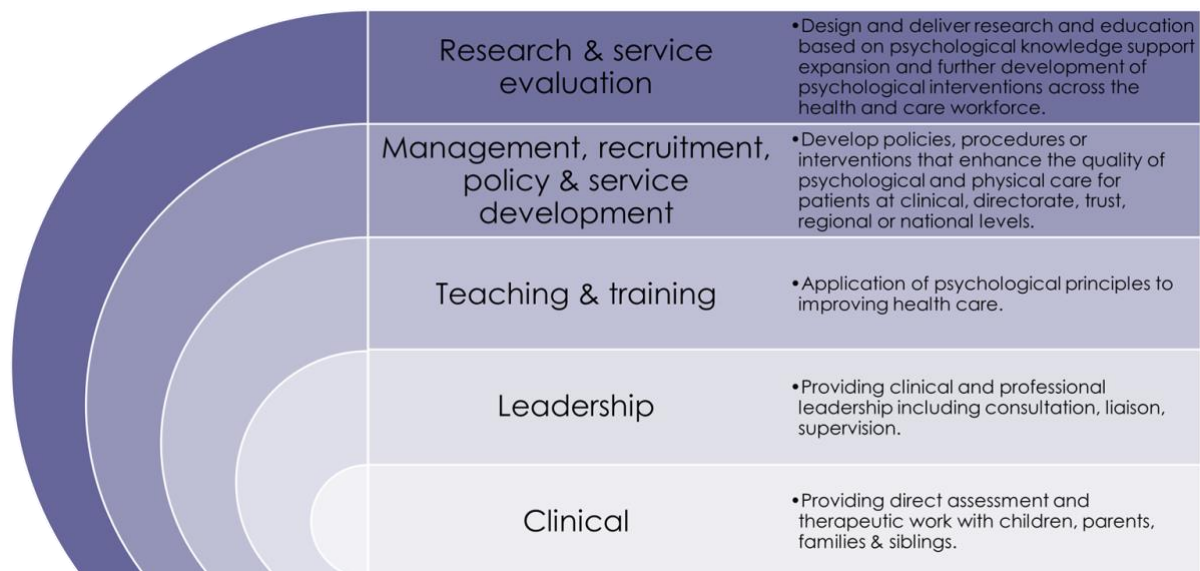 Research & service
evaluation
•Design and deliver research and education
based on psychological knowledge support
expansion and further development of
psychological interventions across the
health and care workforce.
Management, recruitment,
policy & service
development
•Develop policies, procedures or
interventions that enhance the quality of
psychological and physical care for
patients at clinical, directorate, trust,
regional or national levels.
Teaching & training
•Application of psychological principles to
improving health care.
Leadership
•Providing clinical and professional
leadership including consultation, liaison,
supervision.
Clinical
•Providing direct assessment and
therapeutic work with children, parents,
families & siblings.